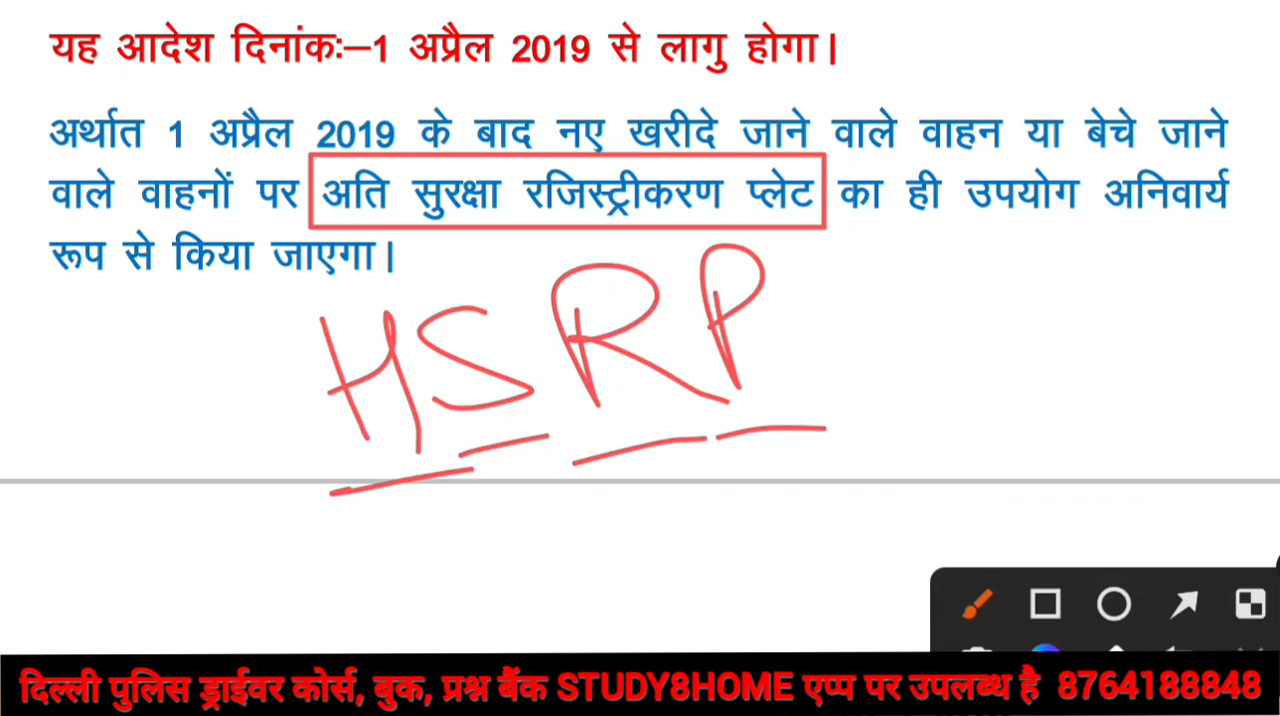 यह आदेश दिनांकः–1 अप्रैल 2019 से लागु होगा।
अर्थात 1 अप्रैल 2019 के बाद नए खरीदे जाने वाले वाहन या बेचे जाने
वाले वाहनों पर अति सुरक्षा रजिस्ट्रीकरण प्लेट का ही उपयोग अनिवार्य
रूप से किया जाएगा।
HSRP
दिल्ली पुलिस ड्राईवर कोर्स, बुक, प्रश्न बैंक STUDY8HOME एप्प पर उपलब्ध है 8764188848